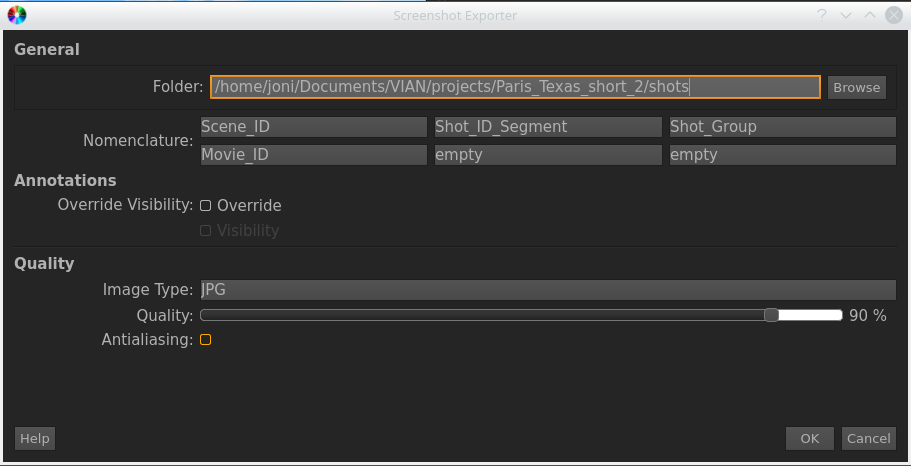 Screenshot Exporter ?
General
Folder: /home/joni/Documents/VIAN/projects/Paris_Texas_short_2/shots Browse
Nomenclature: Scene_ID Shot_ID_Segment Shot_Group
Movie_ID empty empty
Annotations
Override Visibility: Override
Visibility
Quality
Image Type: JPG
Quality: 90 %
Antialiasing:
Help OK Cancel